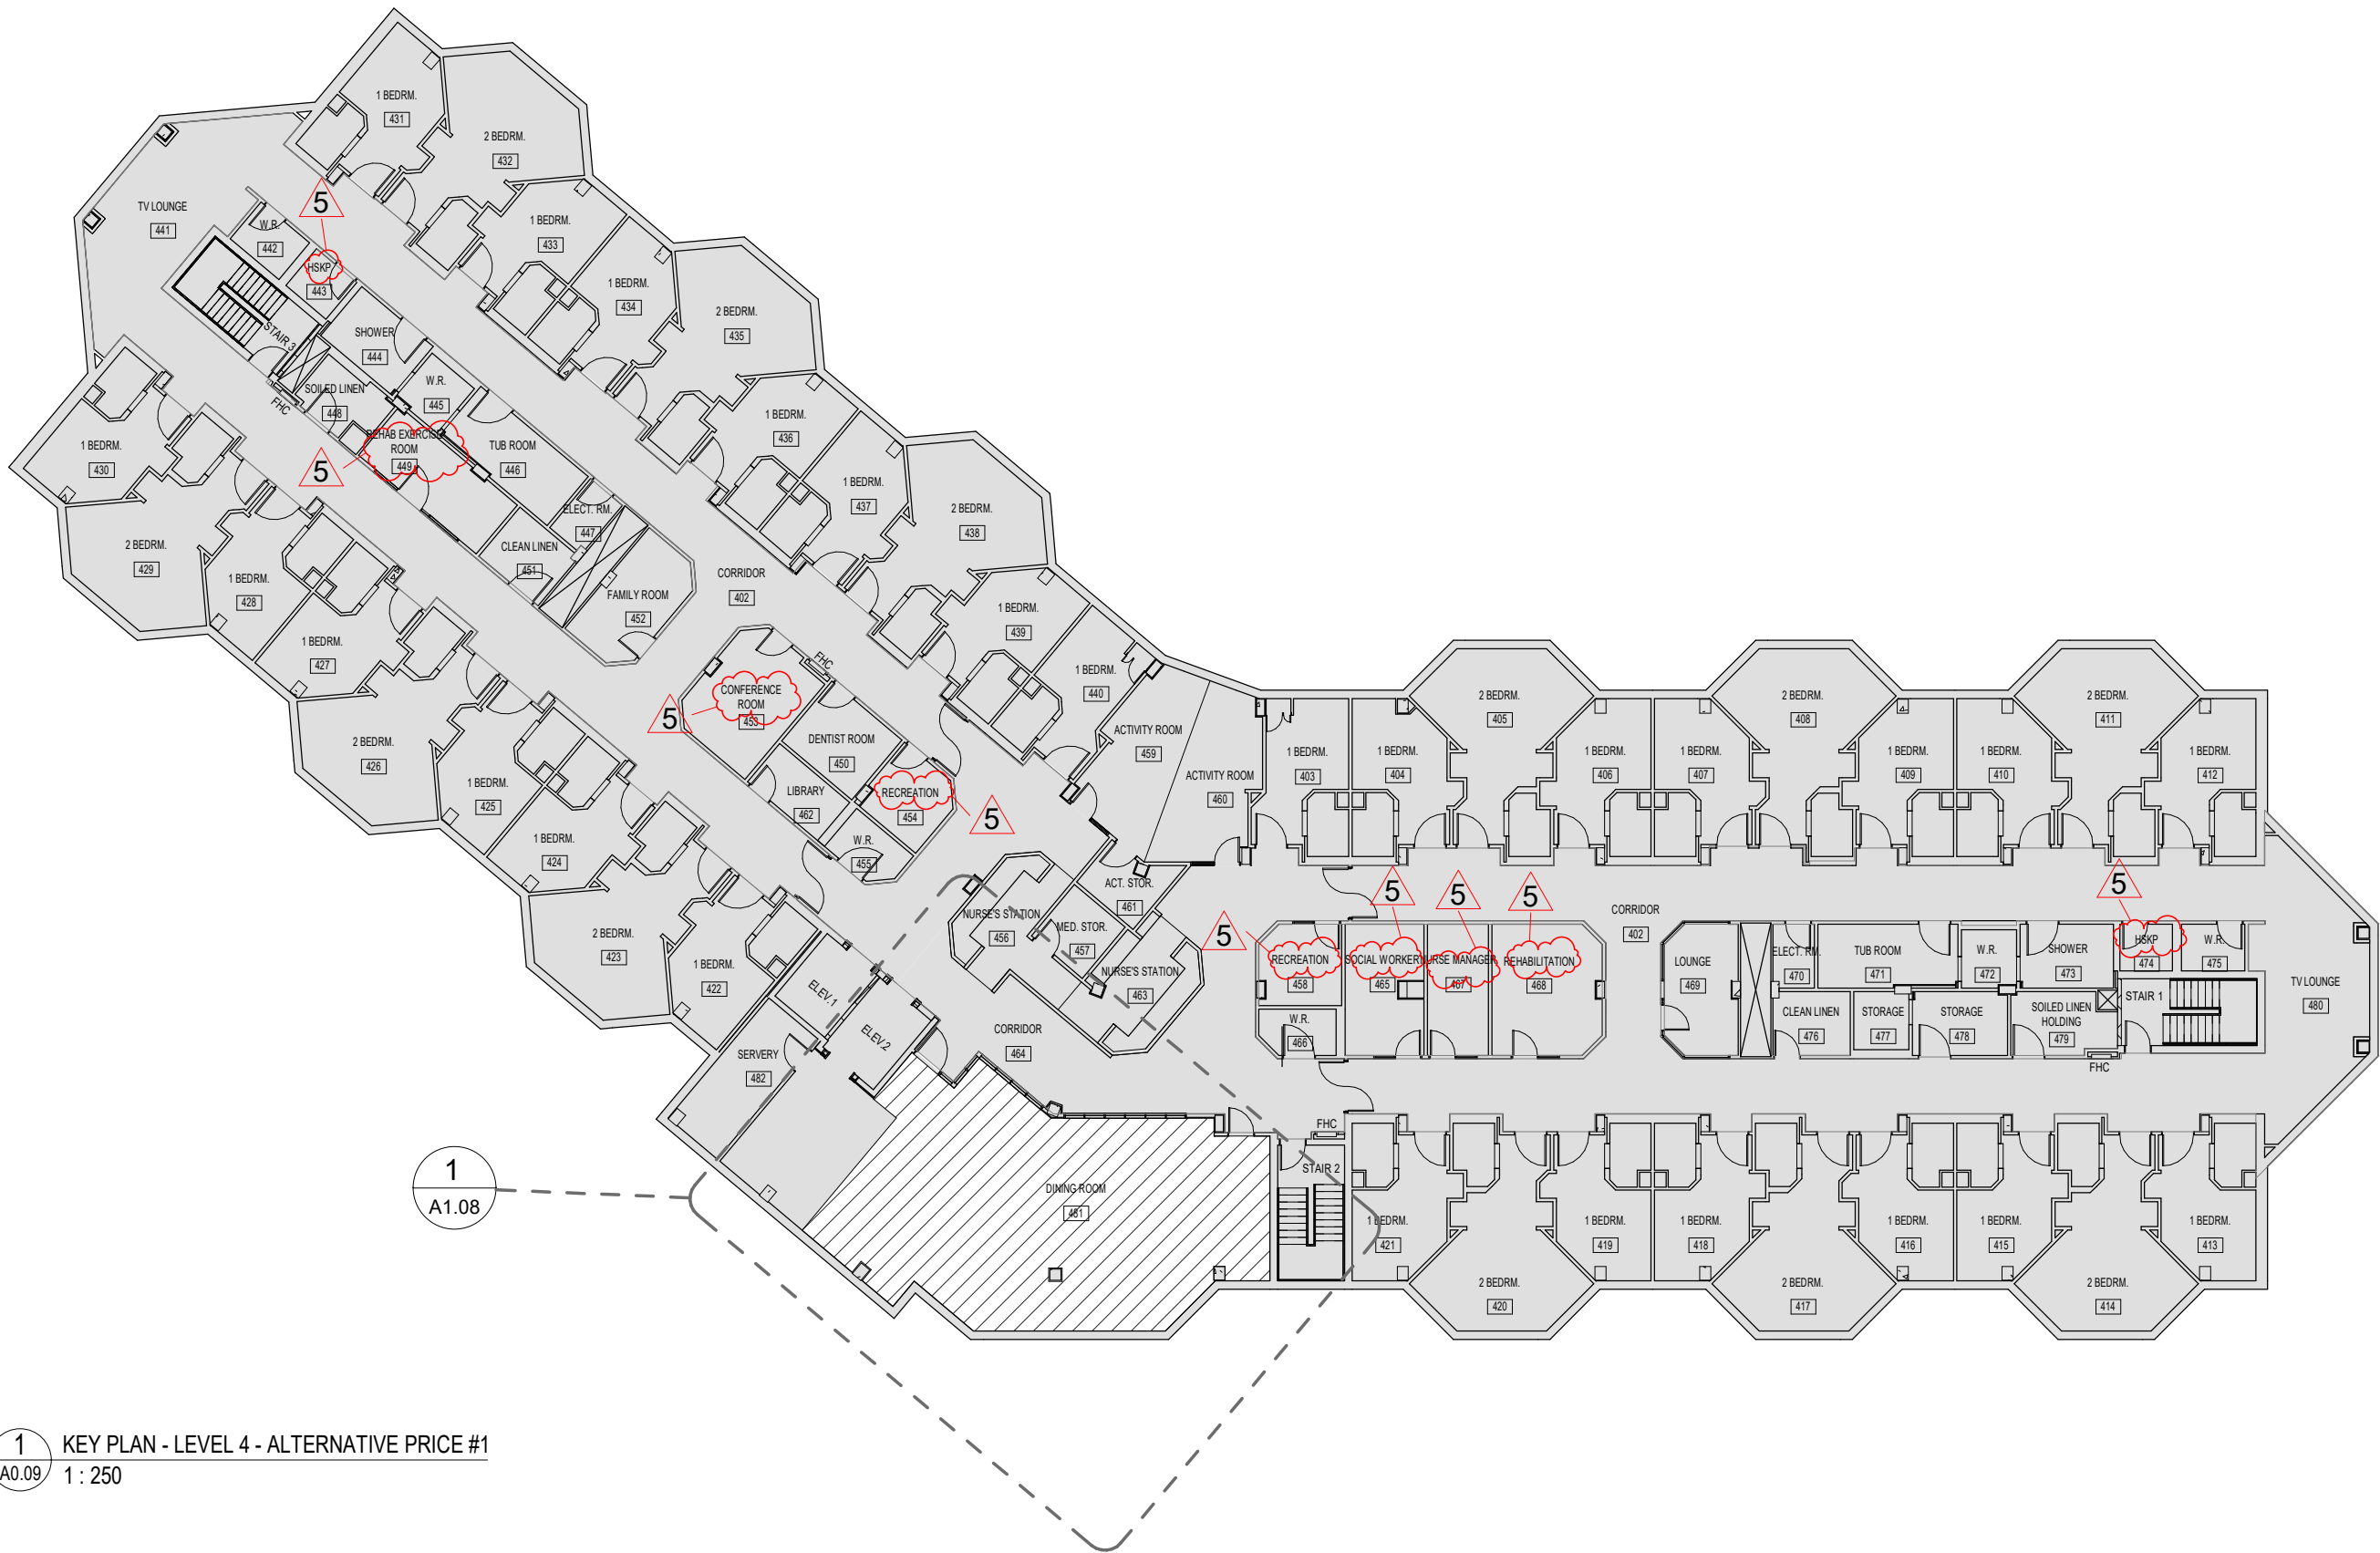 1 BEDRM.
431
2 BEDRM.
432
5
TV LOUNGE
441
W.R.
442
HSKP
443
1 BEDRM.
433
1 BEDRM.
434
2 BEDRM.
435
STAIR 3
SHOWER
444
W.R.
445
SOILED LINEN
448
FHC
REHAB EXERCISE
ROOM
449
5
TUB ROOM
446
1 BEDRM.
436
1 BEDRM.
437
2 BEDRM.
438
1 BEDRM.
430
2 BEDRM.
429
1 BEDRM.
428
1 BEDRM.
427
ELECT. RM.
447
CLEAN LINEN
451
FAMILY ROOM
452
CORRIDOR
402
1 BEDRM.
439
1 BEDRM.
440
FHC
CONFERENCE
ROOM
453
5
DENTIST ROOM
450
LIBRARY
462
RECREATION
454
5
W.R.
455
2 BEDRM.
426
1 BEDRM.
425
1 BEDRM.
424
2 BEDRM.
423
1 BEDRM.
422
ACTIVITY ROOM
459
ACTIVITY ROOM
460
ACT. STOR.
461
NURSE'S STATION
456
MED. STOR.
457
NURSE'S STATION
463
ELEV.1
ELEV.2
SERVERY
482
CORRIDOR
464
1 BEDRM.
403
1 BEDRM.
404
2 BEDRM.
405
1 BEDRM.
406
1 BEDRM.
407
2 BEDRM.
408
1 BEDRM.
409
1 BEDRM.
410
2 BEDRM.
411
1 BEDRM.
412
5
5
5
5
5
RECREATION
458
SOCIAL WORKER
465
NURSE MANAGER
467
REHABILITATION
468
W.R.
466
CORRIDOR
402
LOUNGE
469
ELECT. RM.
470
TUB ROOM
471
W.R.
472
SHOWER
473
HSKP
474
W.R.
475
CLEAN LINEN
476
STORAGE
477
STORAGE
478
SOILED LINEN
HOLDING
479
STAIR 1
FHC
TV LOUNGE
480
FHC
STAIR 2
DINING ROOM
481
1 BEDRM.
421
2 BEDRM.
420
1 BEDRM.
419
1 BEDRM.
418
2 BEDRM.
417
1 BEDRM.
416
1 BEDRM.
415
2 BEDRM.
414
1 BEDRM.
413
1
A1.08
1
A0.09
KEY PLAN - LEVEL 4 - ALTERNATIVE PRICE #1
1 : 250